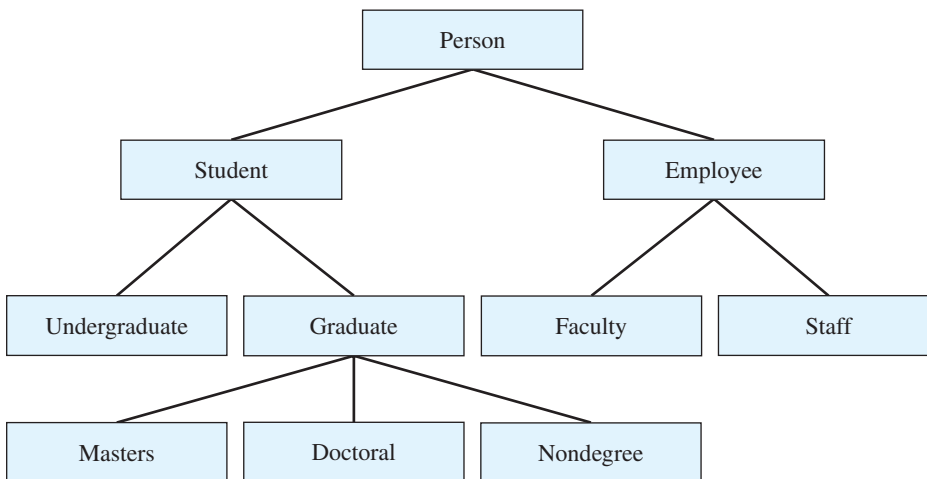 Person
Student
Employee
Undergraduate
Graduate
Faculty
Staff
Masters
Doctoral
Nondegree